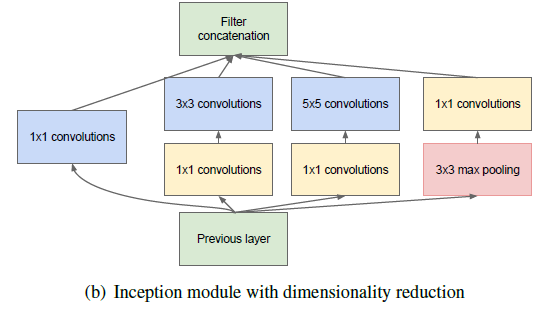 Filter
concatenation
3x3 convolutions
5x5 convolutions
1x1 convolutions
1x1 convolutions
1x1 convolutions
1x1 convolutions
3x3 max pooling
Previous layer
(b) Inception module with dimensionality reduction